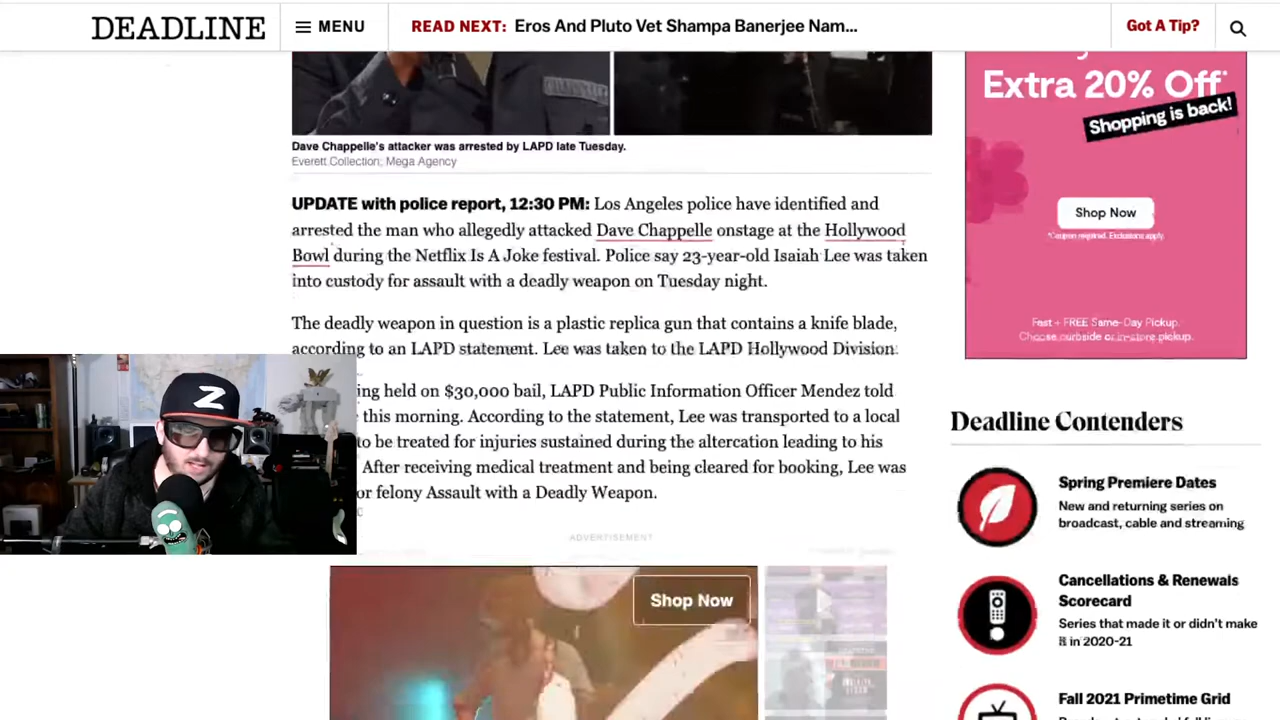 DEADLINE
MENU
READ NEXT: Eros And Pluto Vet Shampa Banerjee Nam...
Got A Tip?
Extra 20% Off*
Shopping is back!
Shop Now
*Coupon required. Exclusions apply.
Fast + FREE Same-Day Pickup.
Choose curbside or in-store pickup.
Dave Chappelle's attacker was arrested by LAPD late Tuesday.
Everett Collection; Mega Agency
UPDATE with police report, 12:30 PM: Los Angeles police have identified and
arrested the man who allegedly attacked Dave Chappelle onstage at the Hollywood
Bowl during the Netflix Is A Joke festival. Police say 23-year-old Isaiah Lee was taken
into custody for assault with a deadly weapon on Tuesday night.
The deadly weapon in question is a plastic replica gun that contains a knife blade,
according to an LAPD statement. Lee was taken to the LAPD Hollywood Division.
ing held on $30,000 bail, LAPD Public Information Officer Mendez told
this morning. According to the statement, Lee was transported to a local
to be treated for injuries sustained during the altercation leading to his
After receiving medical treatment and being cleared for booking, Lee was
or felony Assault with a Deadly Weapon.
ADVERTISEMENT
Shop Now
Deadline Contenders
Spring Premiere Dates
New and returning series on
broadcast, cable and streaming
Cancellations & Renewals
Scorecard
Series that made it or didn't make
it in 2020-21
Fall 2021 Primetime Grid
Z